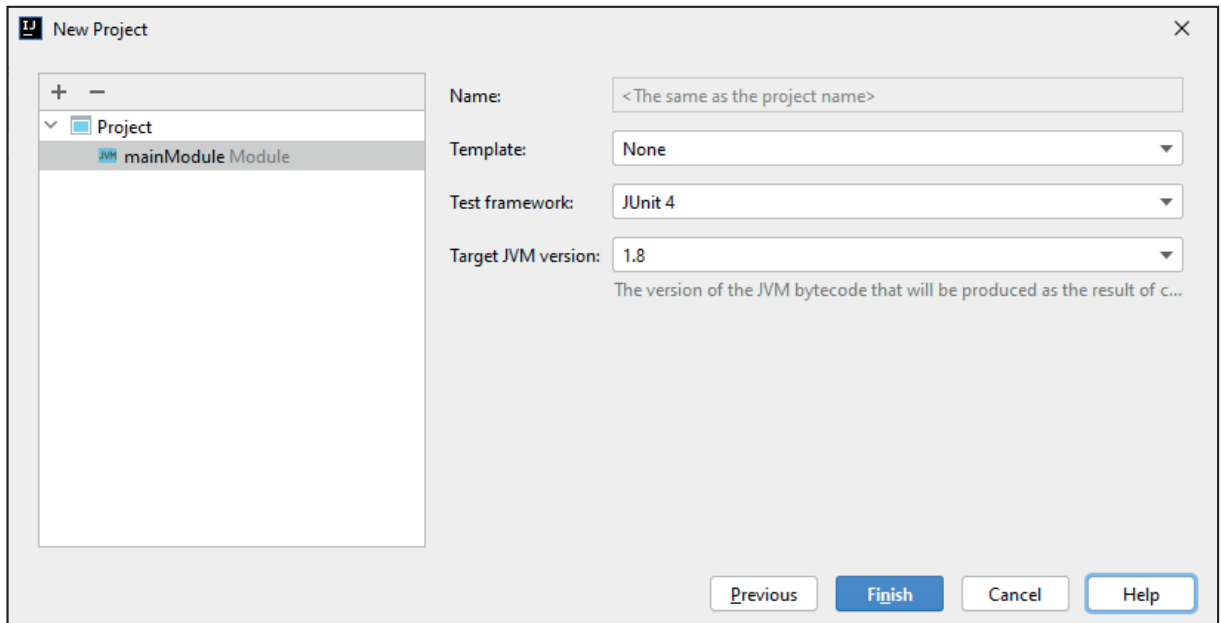 IJ New Project
+ −
Project
JVM mainModule Module
Name: <The same as the project name>
Template: None
Test framework: JUnit 4
Target JVM version: 1.8
The version of the JVM bytecode that will be produced as the result of c...
Previous Finish Cancel Help